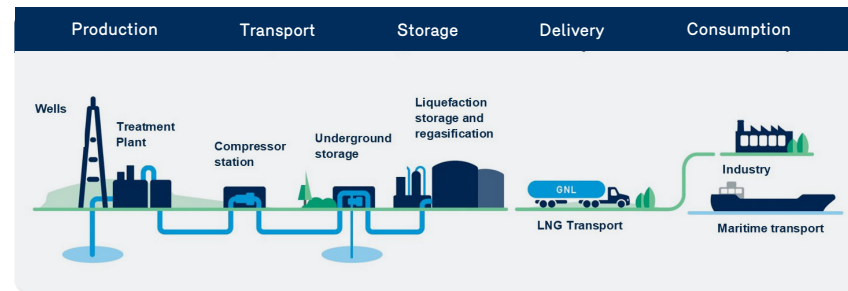 Production
Transport
Storage
Delivery
Consumption
Wells
Treatment
Plant
Compressor
station
Underground
storage
Liquefaction
storage and
regasification
GNL
LNG Transport
Industry
Maritime transport